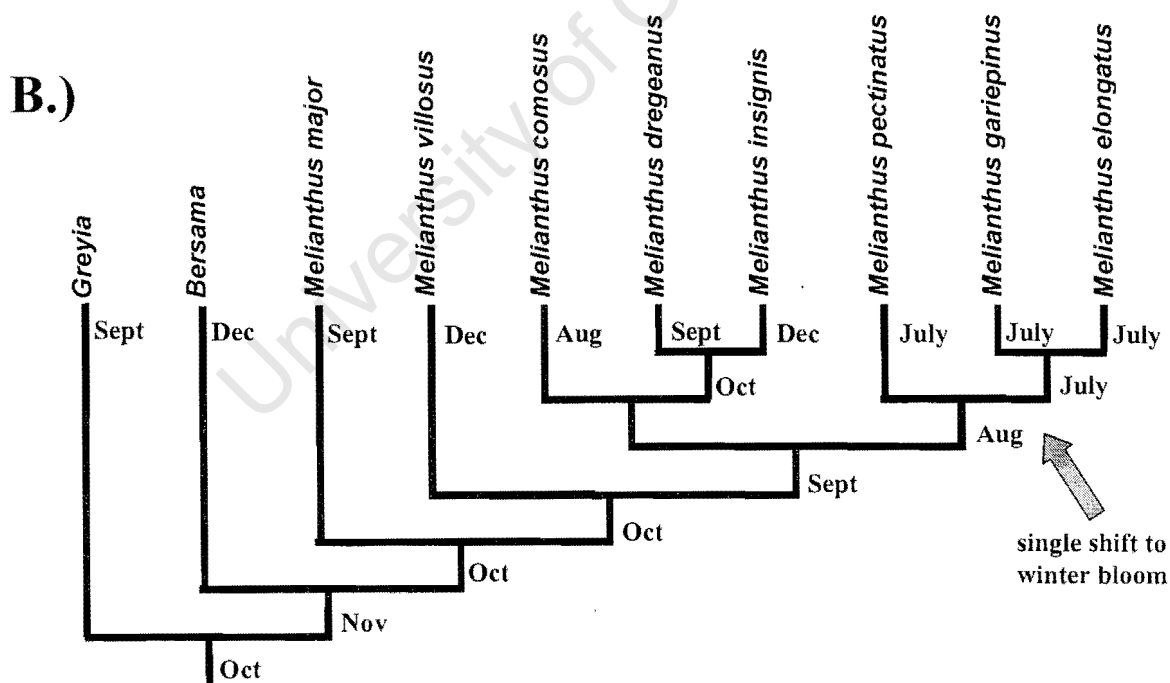 B.)
Greyia
Bersama
Melianthus major
Melianthus villosus
Melianthus comosus
Melianthus dregeanus
Melianthus insignis
Melianthus pectinatus
Melianthus gariepinus
Melianthus elongatus
Sept
Dec
Sept
Dec
Aug
Sept
Dec
July
July
July
Oct
July
Aug
Sept
Oct
Oct
Nov
Oct
single shift to
winter bloom
University of C